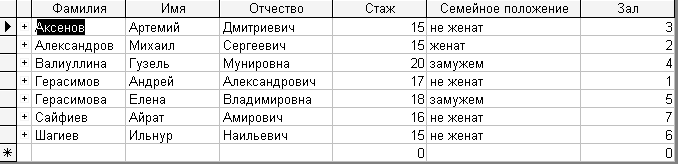 Фамилия Имя Отчество Стаж Семейное положение Зал
+ Аксенов Артемий Дмитриевич 15 не женат 3
+ Александров Михаил Сергеевич 15 женат 2
+ Валиуллина Гузель Мунировна 20 замужем 4
+ Герасимов Андрей Александрович 17 не женат 1
+ Герасимова Елена Владимировна 18 замужем 5
+ Сайфиев Айрат Амирович 16 не женат 7
+ Шагиев Ильнур Наильевич 15 не женат 6
0 0